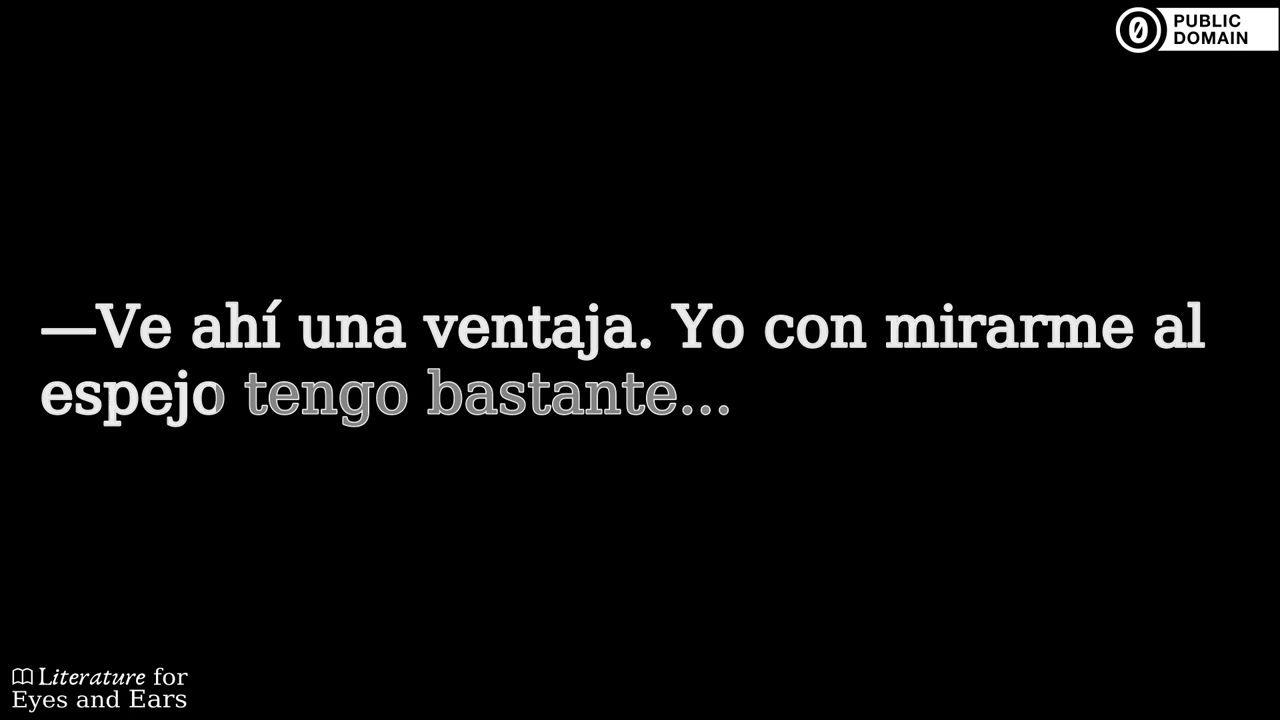 PUBLIC
DOMAIN
—Ve ahí una ventaja. Yo con mirarme al
espejo tengo bastante...
Literature for
Eyes and Ears